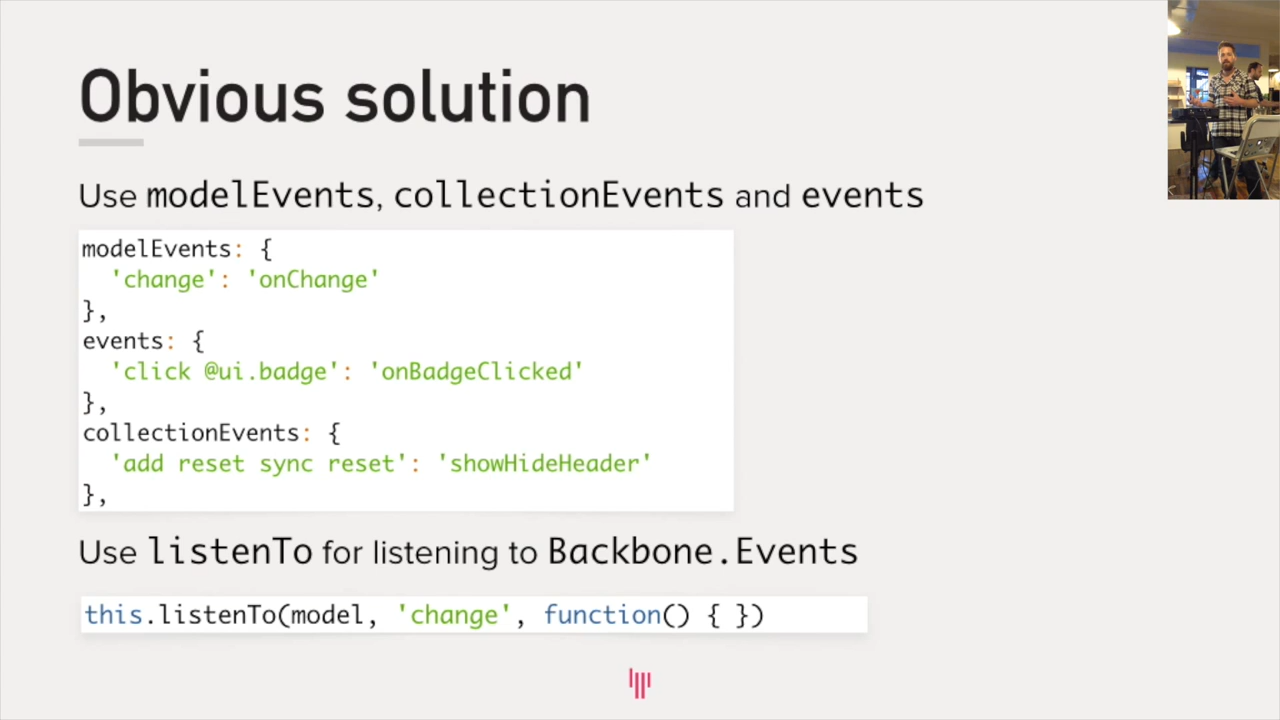 Obvious solution
Use modelEvents, collectionEvents and events
modelEvents: {
'change': 'onChange'
},
events: {
'click @ui.badge': 'onBadgeClicked'
},
collectionEvents: {
'add reset sync reset': 'showHideHeader'
},
Use listenTo for listening to Backbone.Events
this.listenTo(model, 'change', function() { })